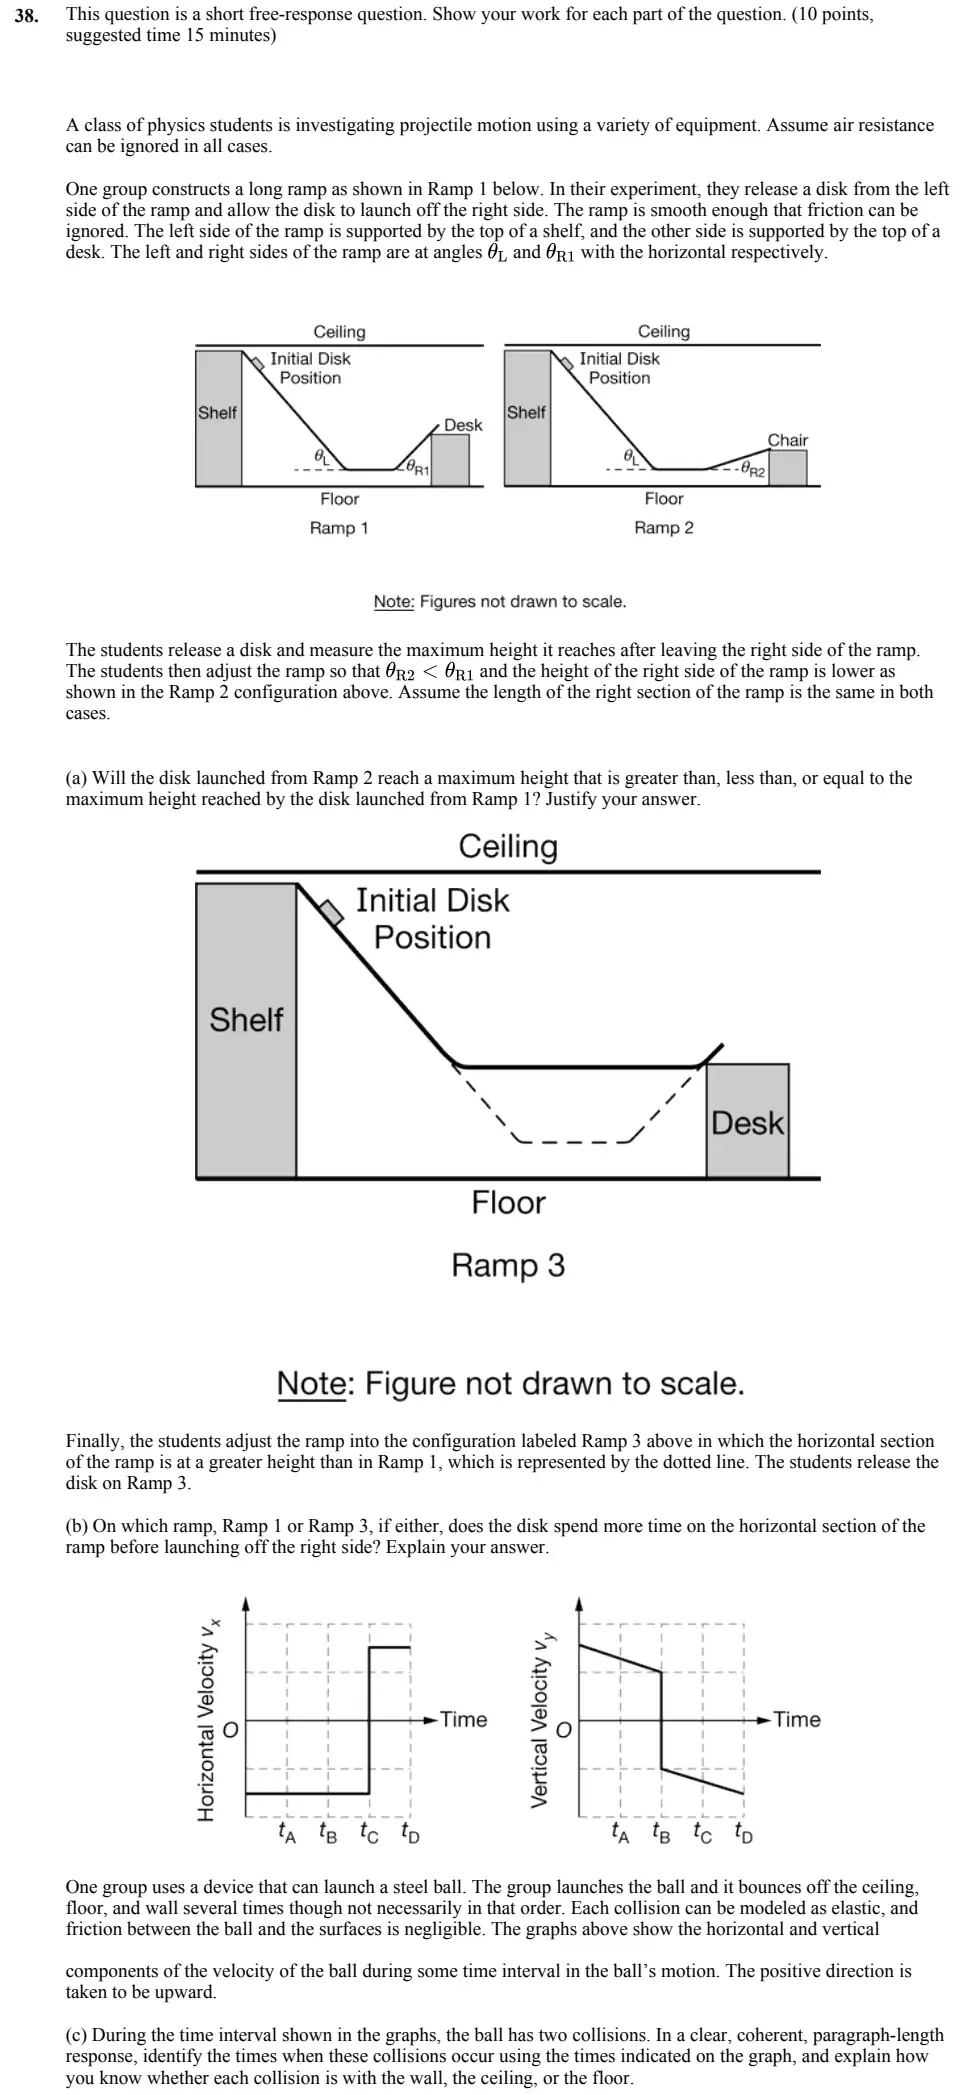 38. This question is a short free-response question. Show your work for each part of the question. (10 points,
suggested time 15 minutes)
A class of physics students is investigating projectile motion using a variety of equipment. Assume air resistance
can be ignored in all cases.
One group constructs a long ramp as shown in Ramp 1 below. In their experiment, they release a disk from the left
side of the ramp and allow the disk to launch off the right side. The ramp is smooth enough that friction can be
ignored. The left side of the ramp is supported by the top of a shelf, and the other side is supported by the top of a
desk. The left and right sides of the ramp are at angles θL and θR1 with the horizontal respectively.
Ceiling
Initial Disk
Position
Shelf
Desk
θL
θR1
Floor
Ramp 1
Ceiling
Initial Disk
Position
Shelf
Chair
θL
θR2
Floor
Ramp 2
Note: Figures not drawn to scale.
The students release a disk and measure the maximum height it reaches after leaving the right side of the ramp.
The students then adjust the ramp so that θR2 < θR1 and the height of the right side of the ramp is lower as
shown in the Ramp 2 configuration above. Assume the length of the right section of the ramp is the same in both
cases.
(a) Will the disk launched from Ramp 2 reach a maximum height that is greater than, less than, or equal to the
maximum height reached by the disk launched from Ramp 1? Justify your answer.
Ceiling
Initial Disk
Position
Shelf
Desk
Floor
Ramp 3
Note: Figure not drawn to scale.
Finally, the students adjust the ramp into the configuration labeled Ramp 3 above in which the horizontal section
of the ramp is at a greater height than in Ramp 1, which is represented by the dotted line. The students release the
disk on Ramp 3.
(b) On which ramp, Ramp 1 or Ramp 3, if either, does the disk spend more time on the horizontal section of the
ramp before launching off the right side? Explain your answer.
Horizontal Velocity vx
O
Time
tA tB tC tD
Vertical Velocity vy
O
Time
tA tB tC tD
One group uses a device that can launch a steel ball. The group launches the ball and it bounces off the ceiling,
floor, and wall several times though not necessarily in that order. Each collision can be modeled as elastic, and
friction between the ball and the surfaces is negligible. The graphs above show the horizontal and vertical
components of the velocity of the ball during some time interval in the ball's motion. The positive direction is
taken to be upward.
(c) During the time interval shown in the graphs, the ball has two collisions. In a clear, coherent, paragraph-length
response, identify the times when these collisions occur using the times indicated on the graph, and explain how
you know whether each collision is with the wall, the ceiling, or the floor.